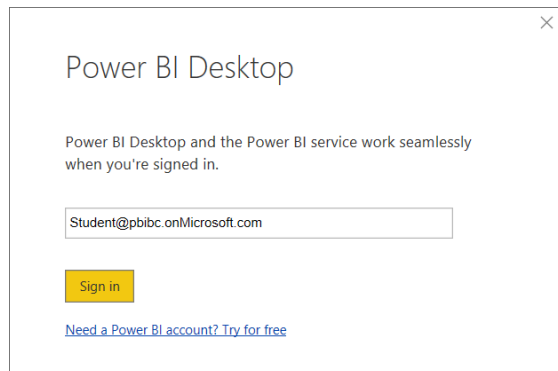 Power BI Desktop
Power BI Desktop and the Power BI service work seamlessly
when you're signed in.
Student@pbibc.onMicrosoft.com
Sign in
Need a Power BI account? Try for free